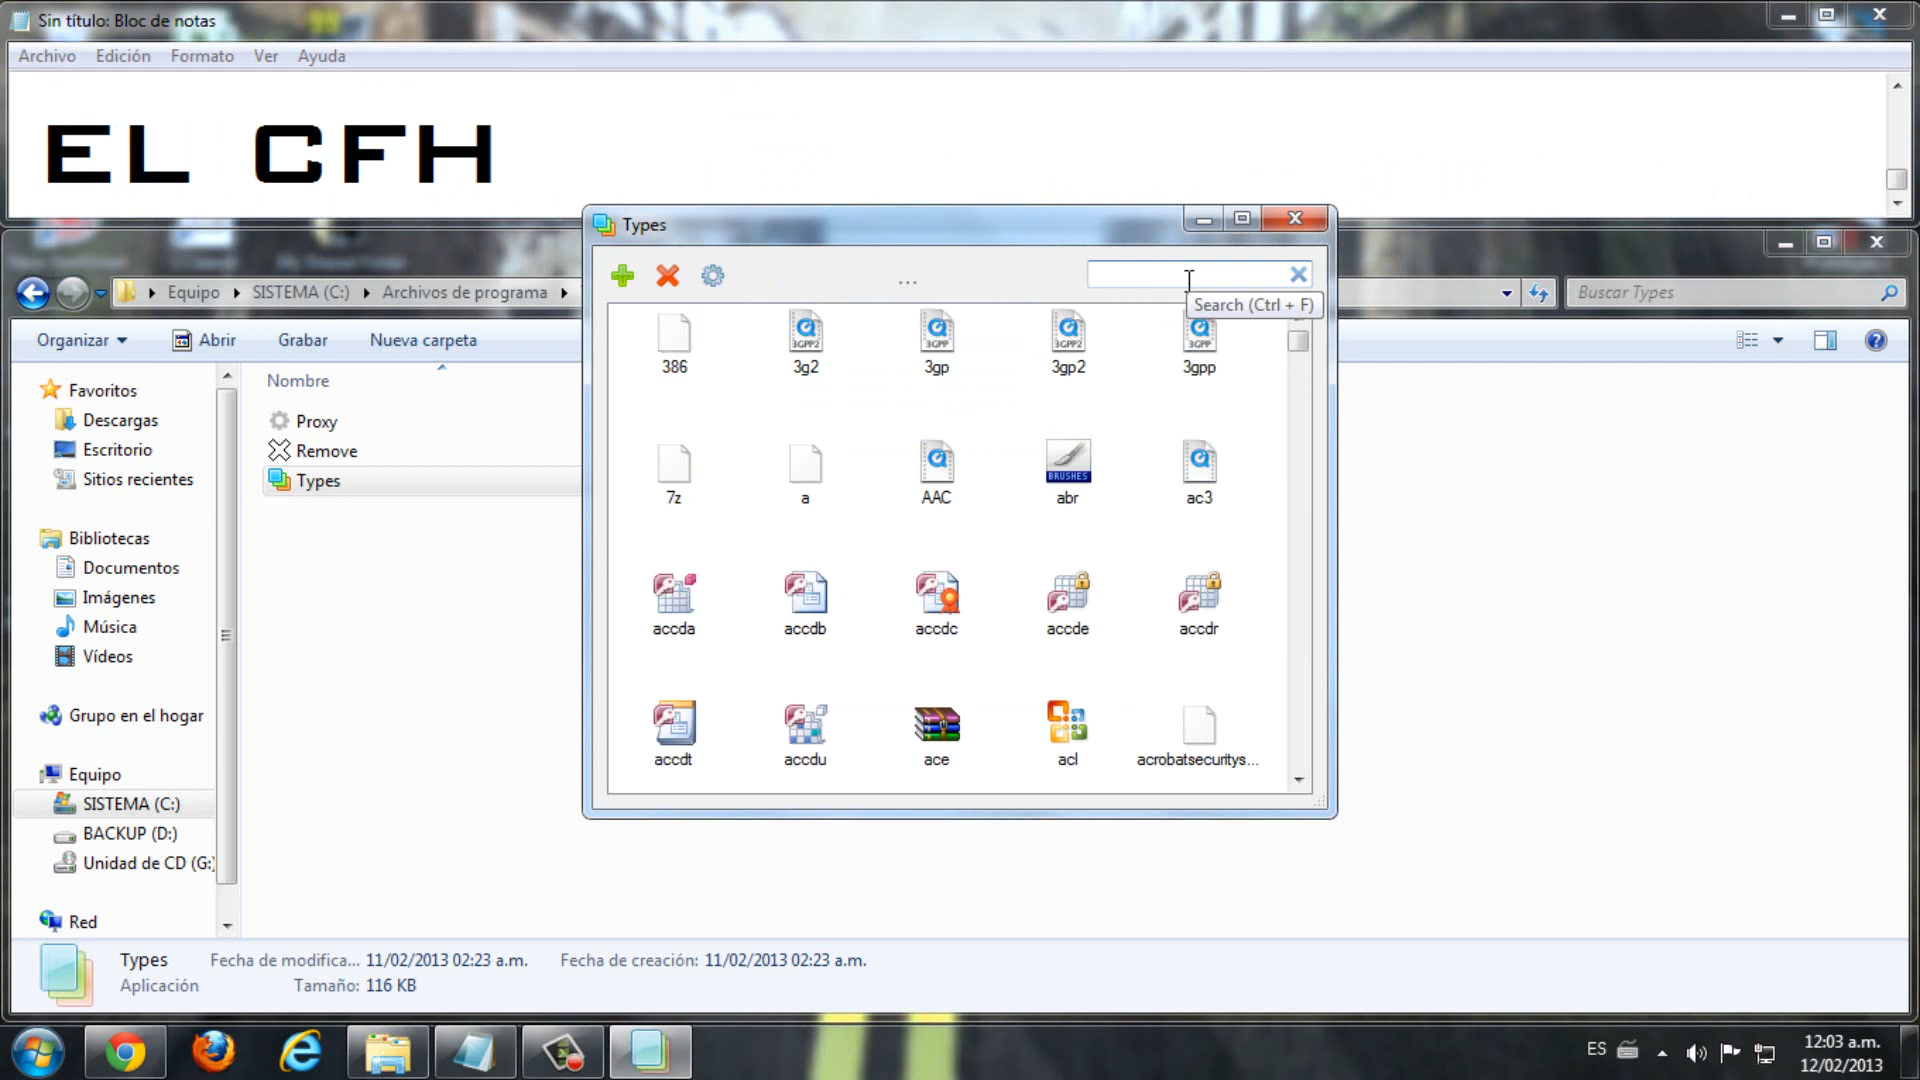 Sin título: Bloc de notas
Archivo Edición Formato Ver Ayuda
EL CFH
Types
Search (Ctrl + F)
Equipo SISTEMA (C:) Archivos de programa
Buscar Types
Organizar Abrir Grabar Nueva carpeta
Nombre
Favoritos
Descargas
Escritorio
Sitios recientes
Bibliotecas
Documentos
Imágenes
Música
Vídeos
Grupo en el hogar
Equipo
SISTEMA (C:)
BACKUP (D:)
Unidad de CD (G:)
Red
Proxy
Remove
Types
...
3GPP2 3GPP 3GPP2 3GPP
386 3g2 3gp 3gp2 3gpp
BRUSHES
7z a AAC abr ac3
accda accdb accdc accde accdr
accdt accdu ace acl acrobatsecuritys...
Types Fecha de modifica... 11/02/2013 02:23 a.m. Fecha de creación: 11/02/2013 02:23 a.m.
Aplicación Tamaño: 116 KB
ES
12:03 a.m.
12/02/2013